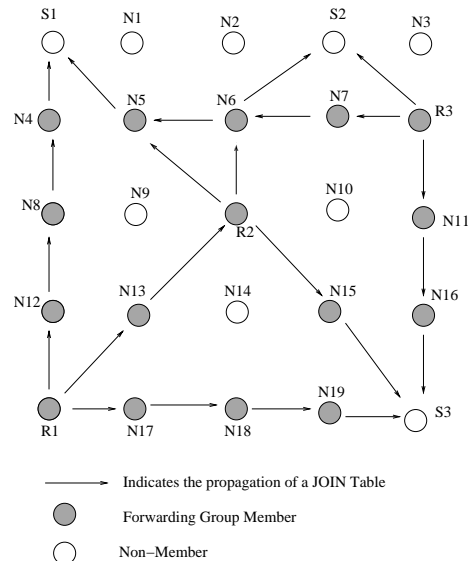 S1 N1 N2 S2 N3
N4 N5 N6 N7 R3
N8 N9 R2 N10 N11
N12 N13 N14 N15 N16
R1 N17 N18 N19 S3
Indicates the propagation of a JOIN Table
Forwarding Group Member
Non−Member